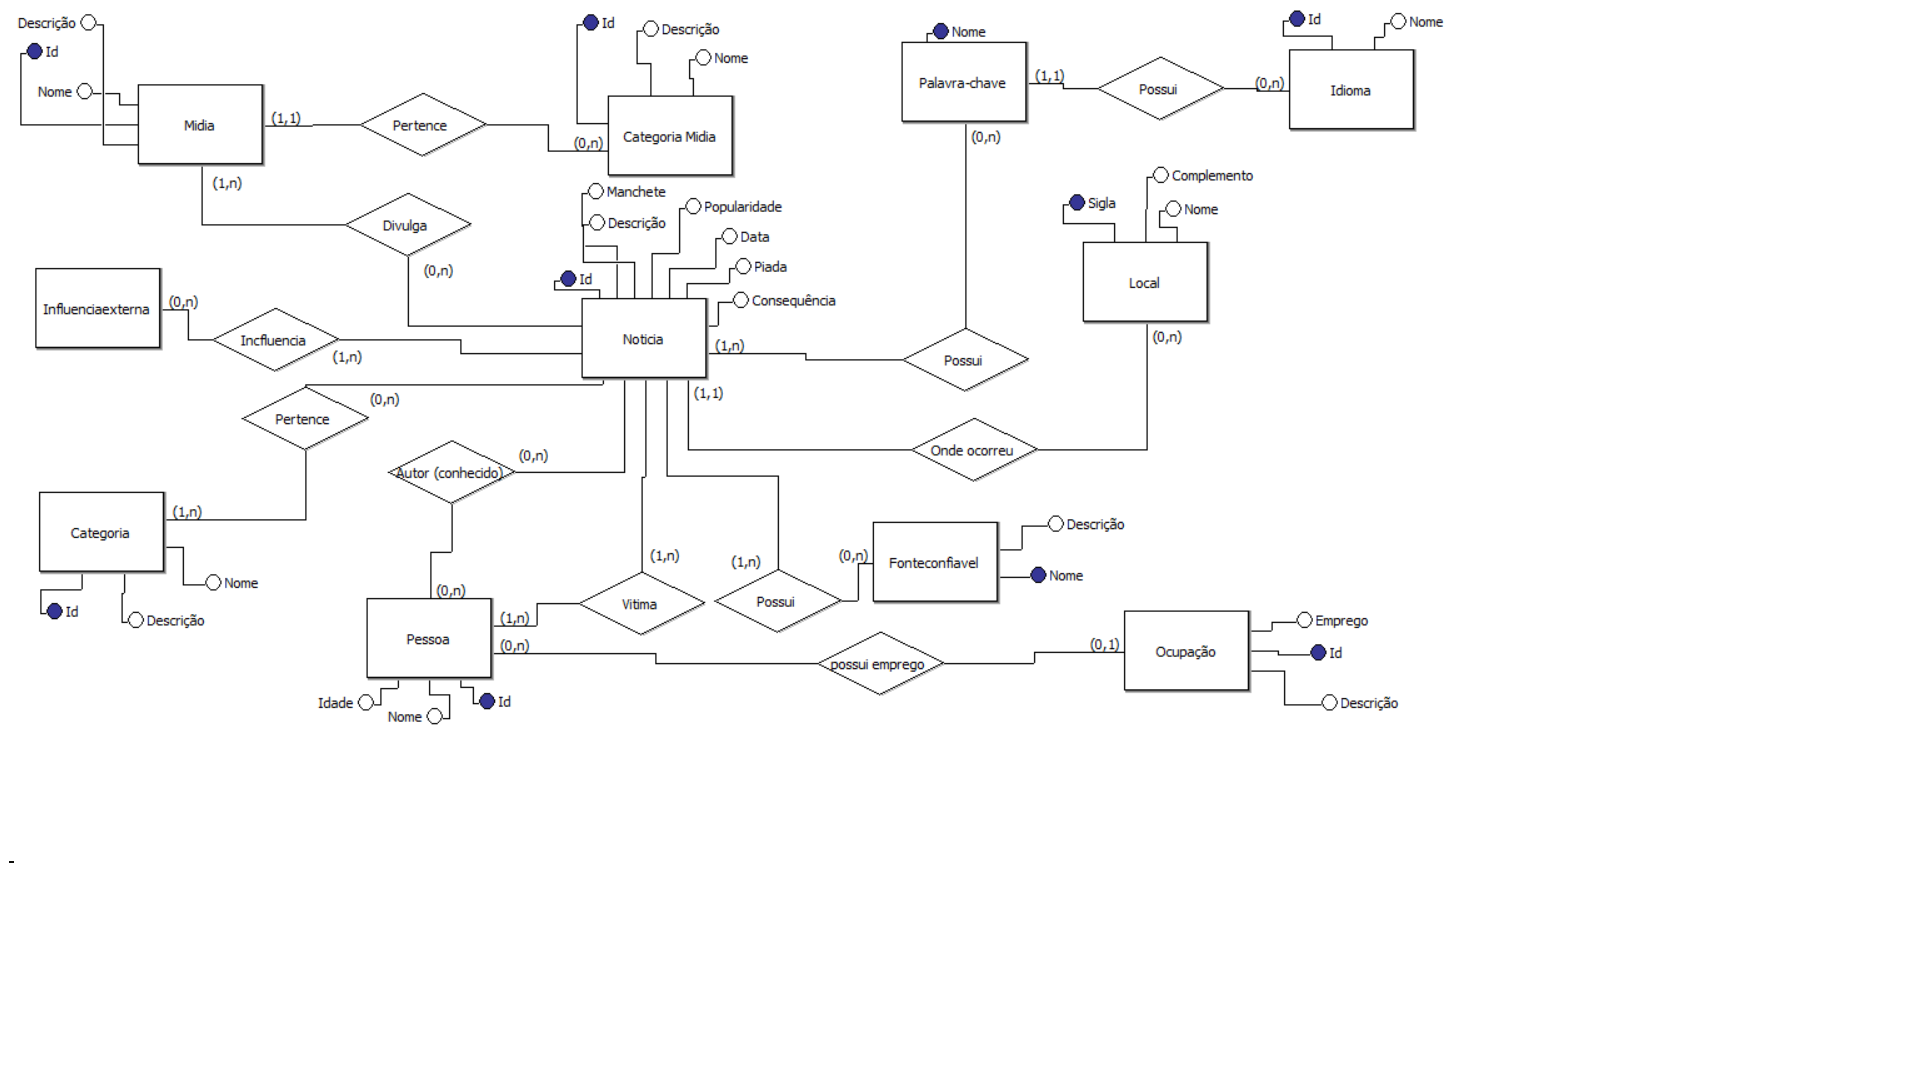 Descrição
Id
Nome
Midia
(1,1)
Pertence
(0,n)
Id
Descrição
Nome
Categoria Midia
Nome
Palavra-chave
(1,1)
Possui
(0,n)
Id
Nome
Idioma
(0,n)
(1,n)
Divulga
(0,n)
Manchete
Descrição
Popularidade
Data
Piada
Consequência
Id
Noticia
Complemento
Sigla
Nome
Local
(0,n)
Influenciaexterna
(0,n)
Incfluencia
(1,n)
(1,n)
Possui
(1,1)
Onde ocorreu
Pertence
(0,n)
Autor (conhecido)
(0,n)
Categoria
(1,n)
Nome
Id
Descrição
(0,n)
Pessoa
(1,n)
(0,n)
Idade
Nome
Id
(1,n)
Vitima
(1,n)
Possui
(0,n)
Fonteconfiavel
Descrição
Nome
possui emprego
(0,1)
Ocupação
Emprego
Id
Descrição
-